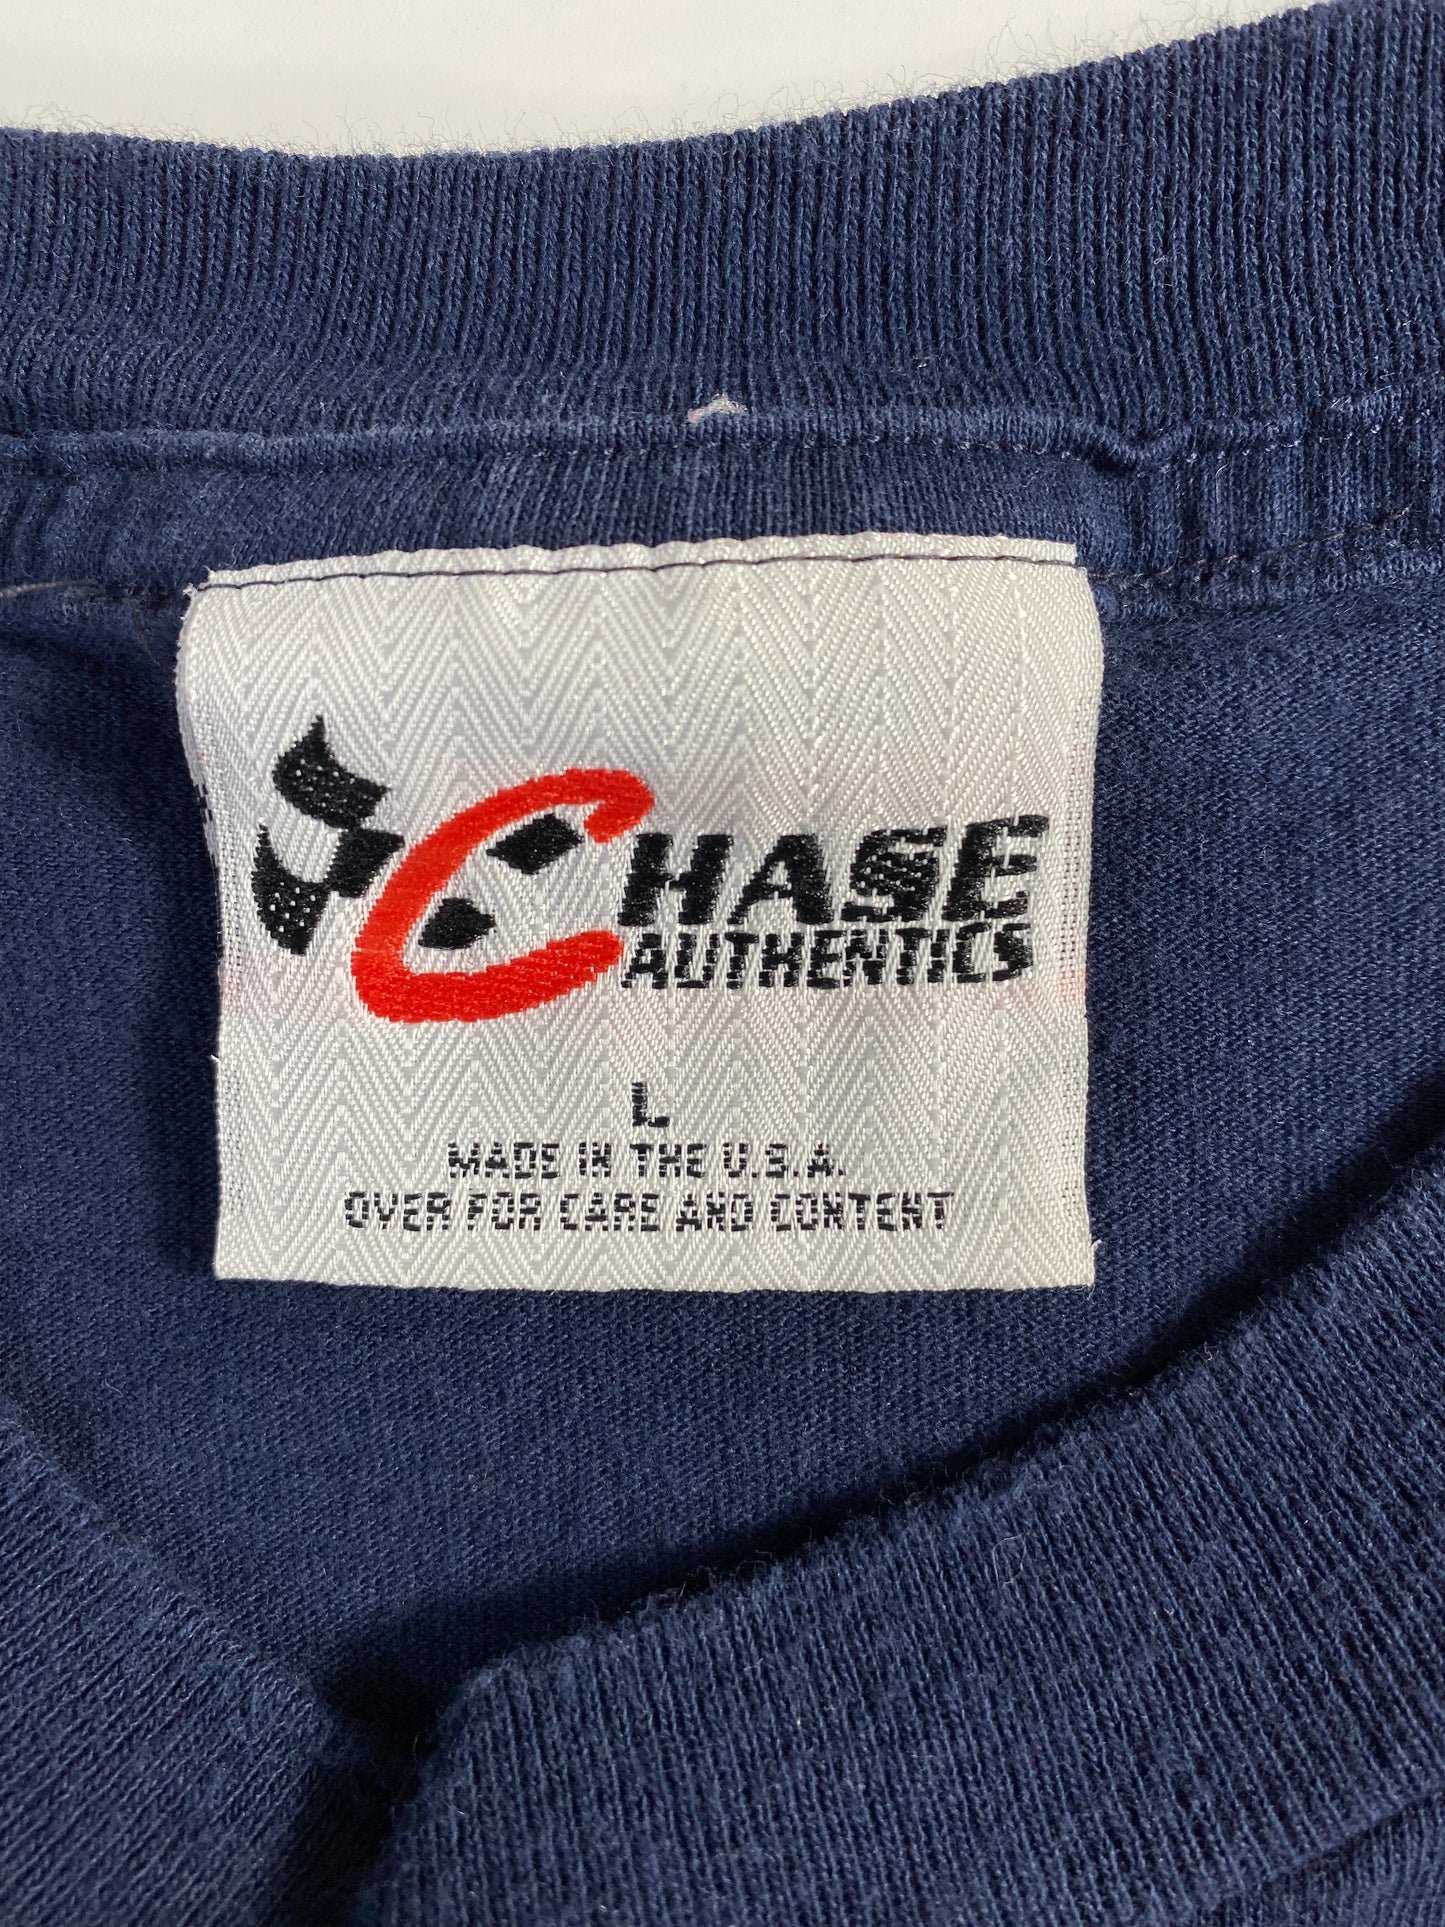 CHASE
AUTHENTICS
L
MADE IN THE U.S.A.
OVER FOR CARE AND CONTENT